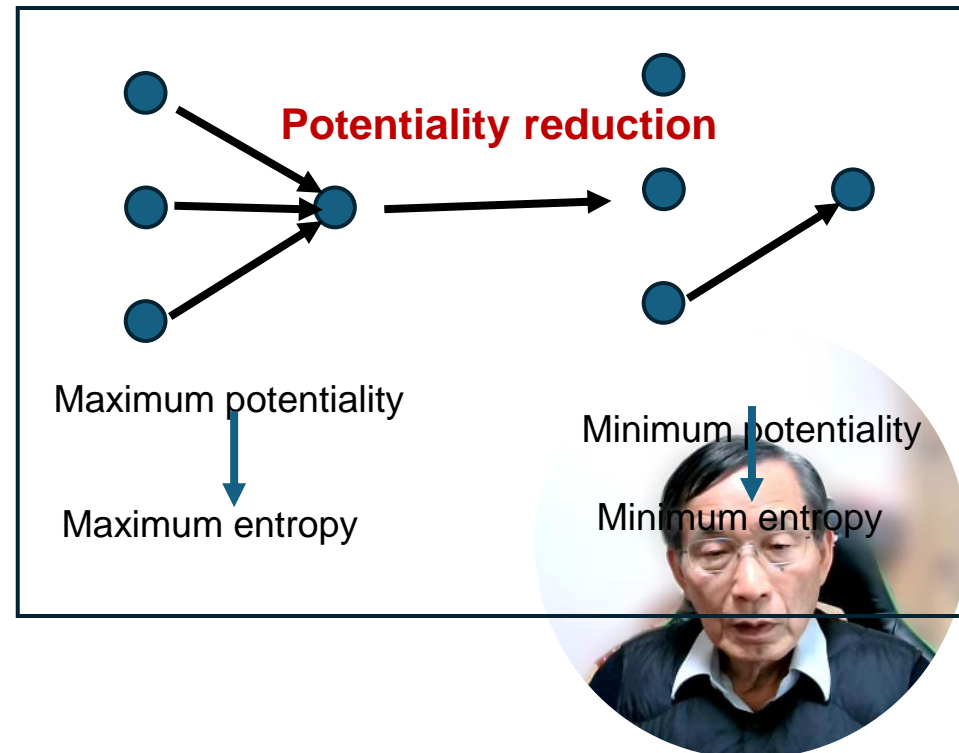 Potentiality reduction
Maximum potentiality
Maximum entropy
Minimum potentiality
Minimum entropy